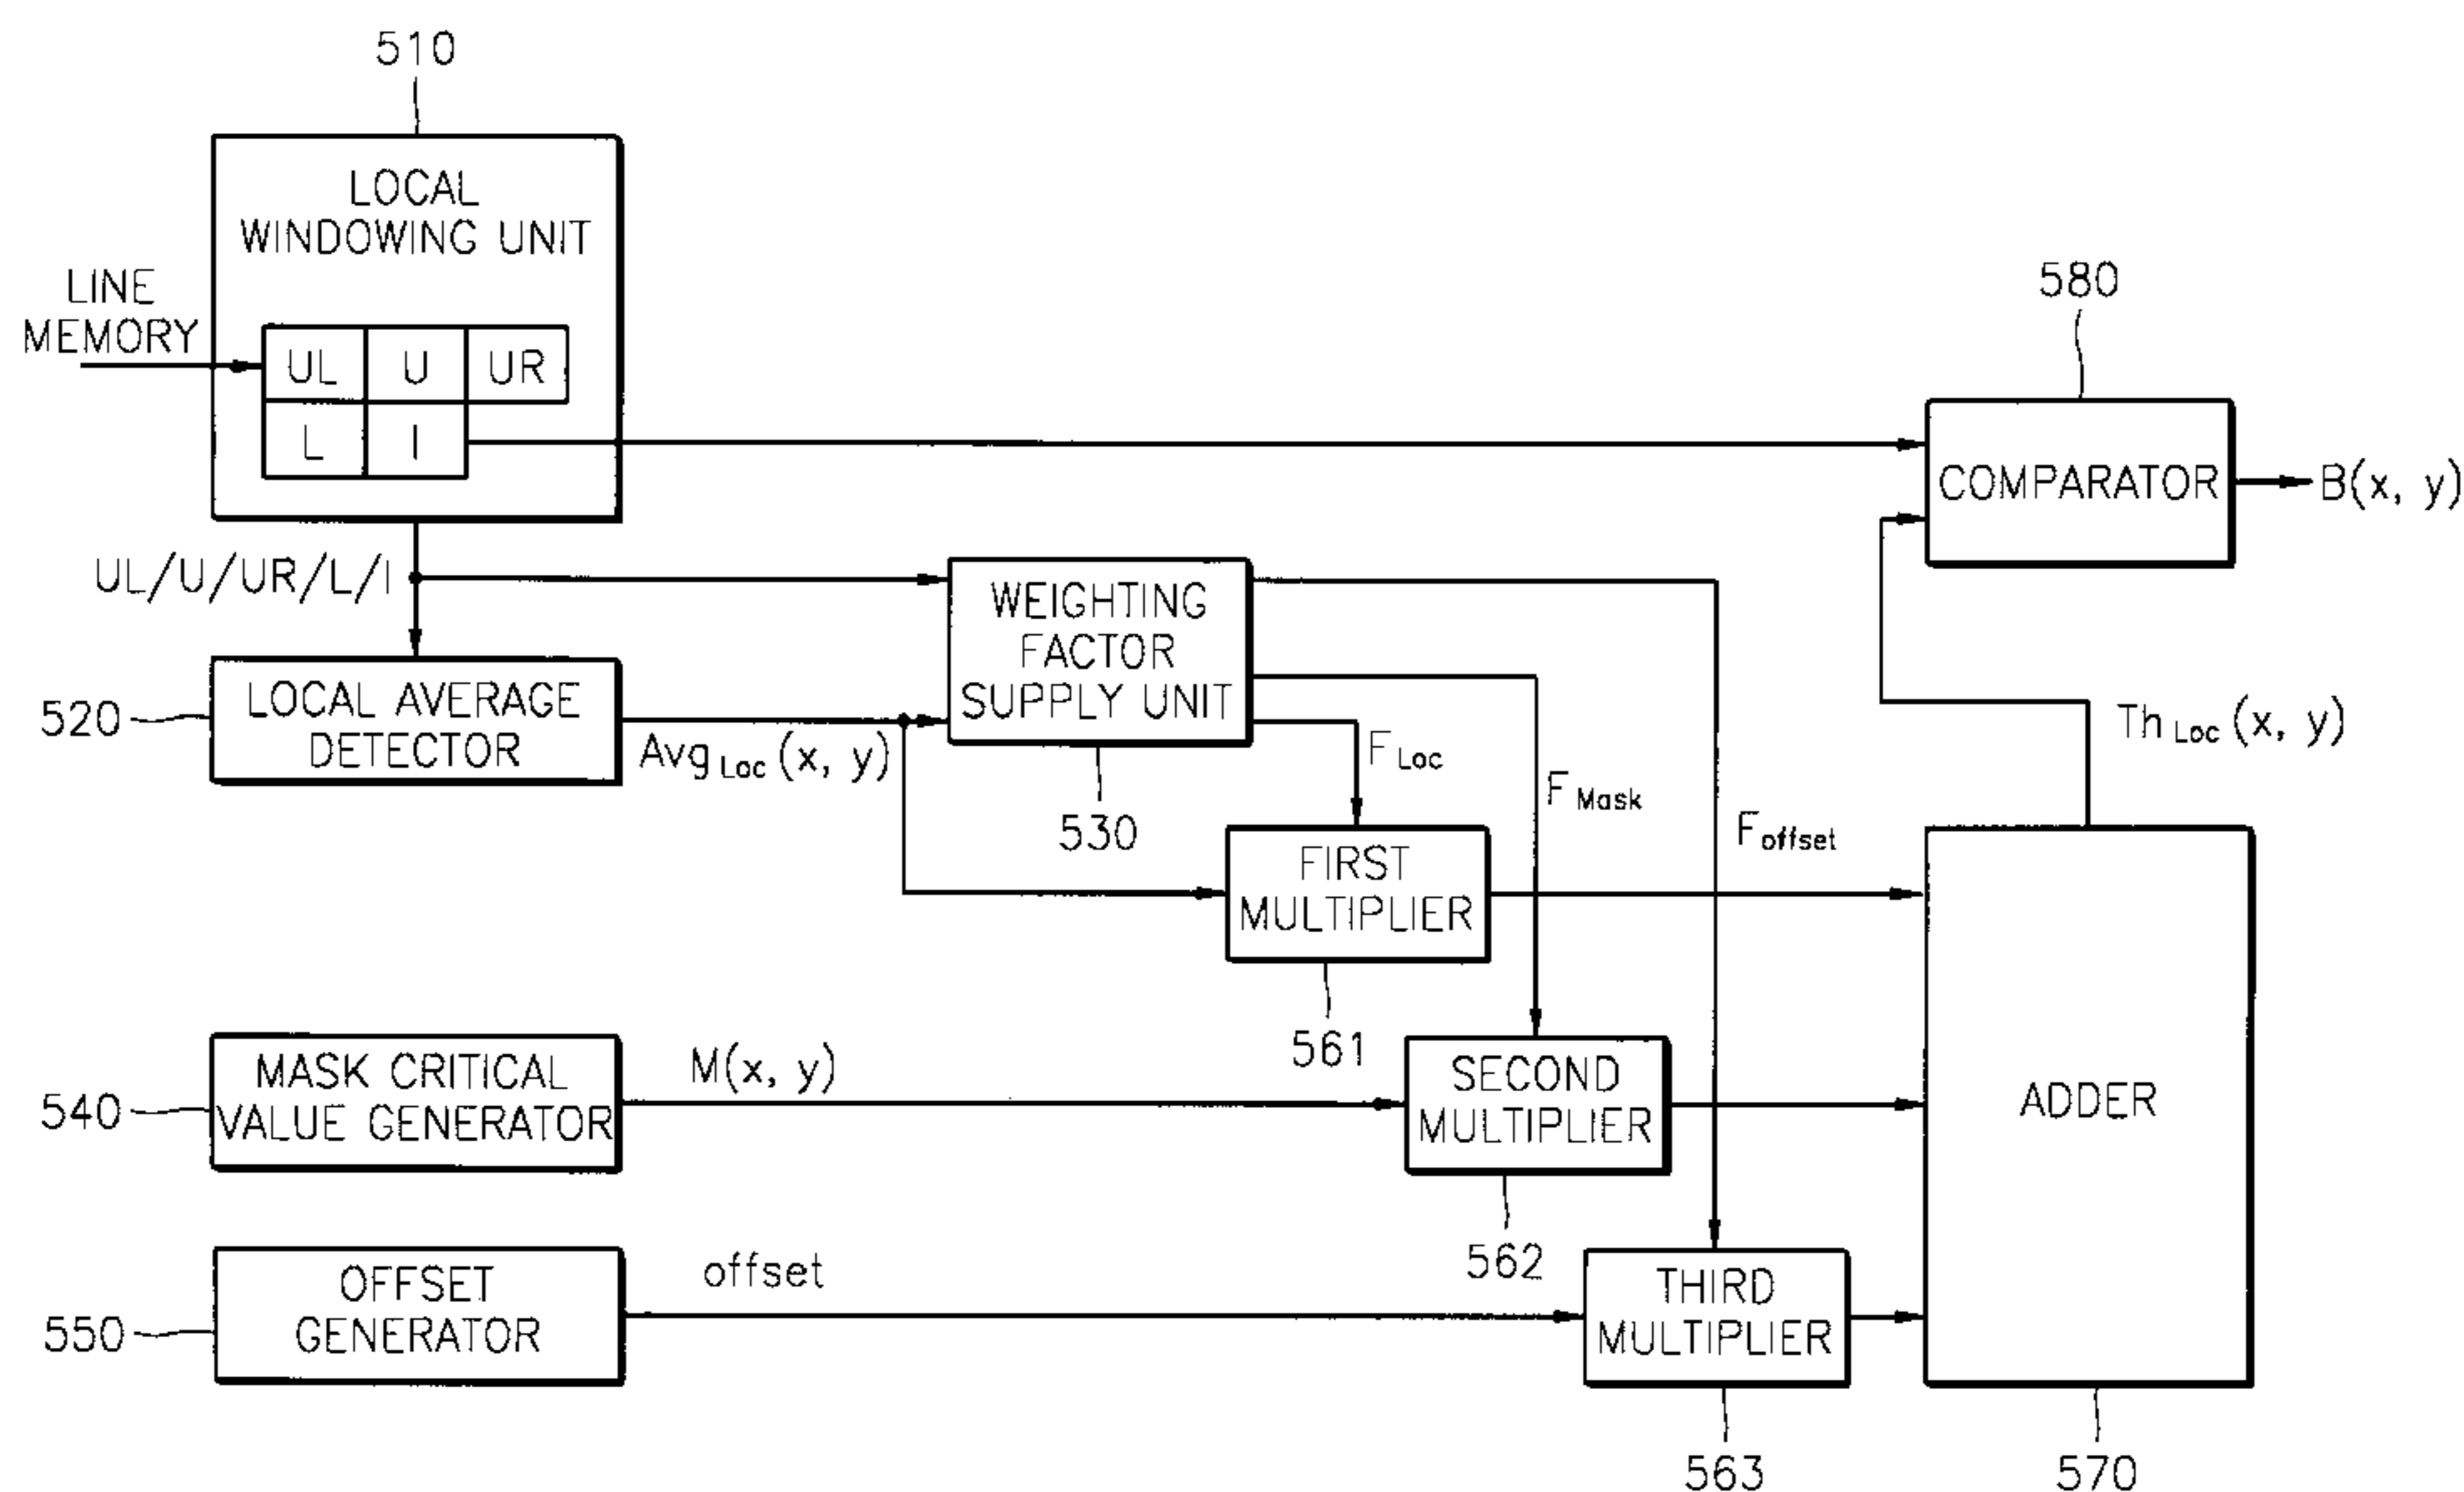 510
LOCAL
WINDOWING UNIT
LINE
MEMORY
UL U UR
L I
580
COMPARATOR
B(x, y)
UL/U/UR/L/I
WEIGHTING
FACTOR
SUPPLY UNIT
520
LOCAL AVERAGE
DETECTOR
Avg Loc (x, y)
530
F Loc
F Mask
F offset
Th Loc (x, y)
FIRST
MULTIPLIER
561
540
MASK CRITICAL
VALUE GENERATOR
M(x, y)
SECOND
MULTIPLIER
562
ADDER
550
OFFSET
GENERATOR
offset
THIRD
MULTIPLIER
563
570